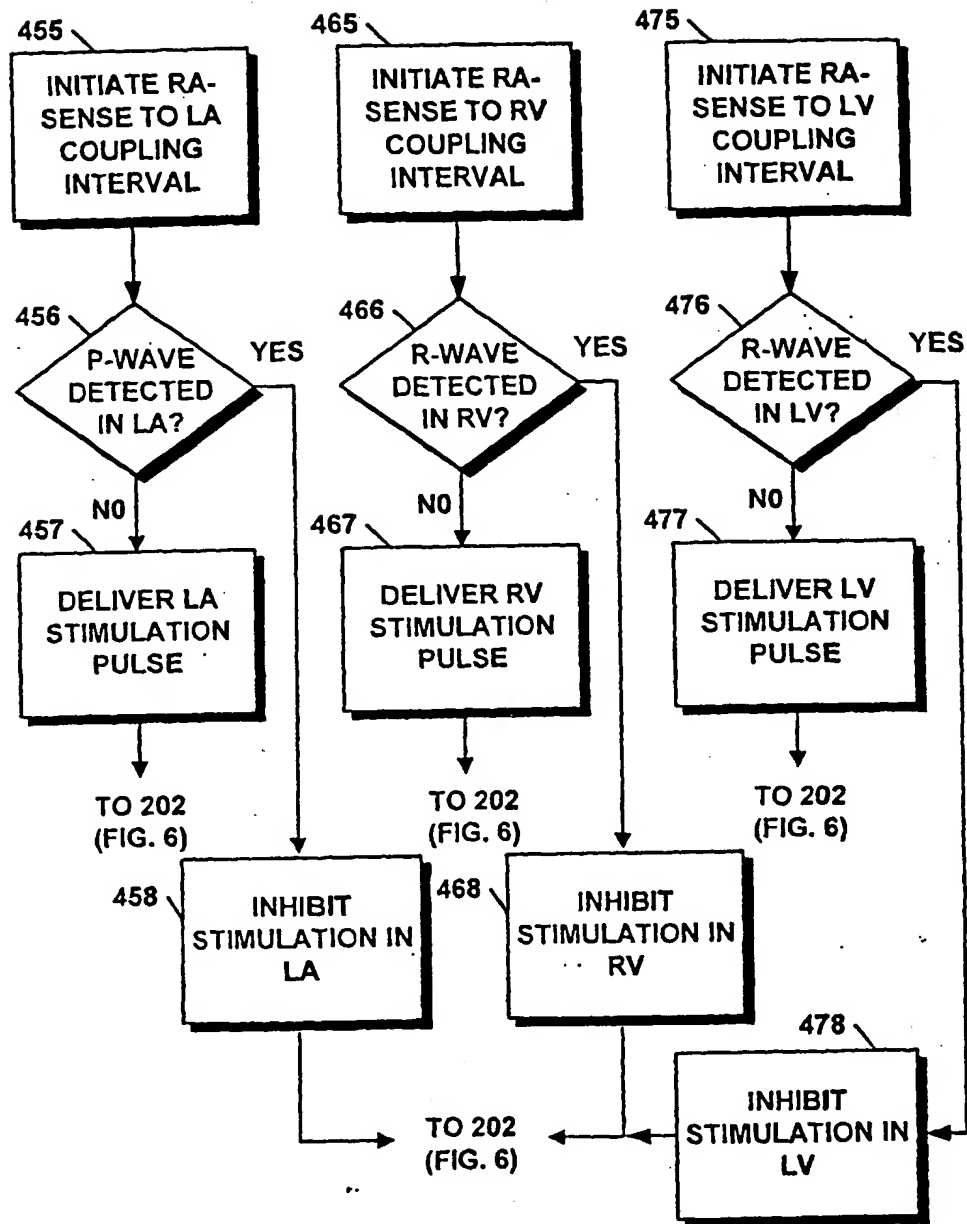 455
INITIATE RA-
SENSE TO LA
COUPLING
INTERVAL
465
INITIATE RA-
SENSE TO RV
COUPLING
INTERVAL
475
INITIATE RA-
SENSE TO LV
COUPLING
INTERVAL
456
P-WAVE
DETECTED
IN LA?
YES
NO
466
R-WAVE
DETECTED
IN RV?
YES
NO
476
R-WAVE
DETECTED
IN LV?
YES
NO
457
DELIVER LA
STIMULATION
PULSE
467
DELIVER RV
STIMULATION
PULSE
477
DELIVER LV
STIMULATION
PULSE
TO 202
(FIG. 6)
TO 202
(FIG. 6)
TO 202
(FIG. 6)
458
INHIBIT
STIMULATION IN
LA
468
INHIBIT
STIMULATION IN
RV
478
INHIBIT
STIMULATION IN
LV
TO 202
(FIG. 6)